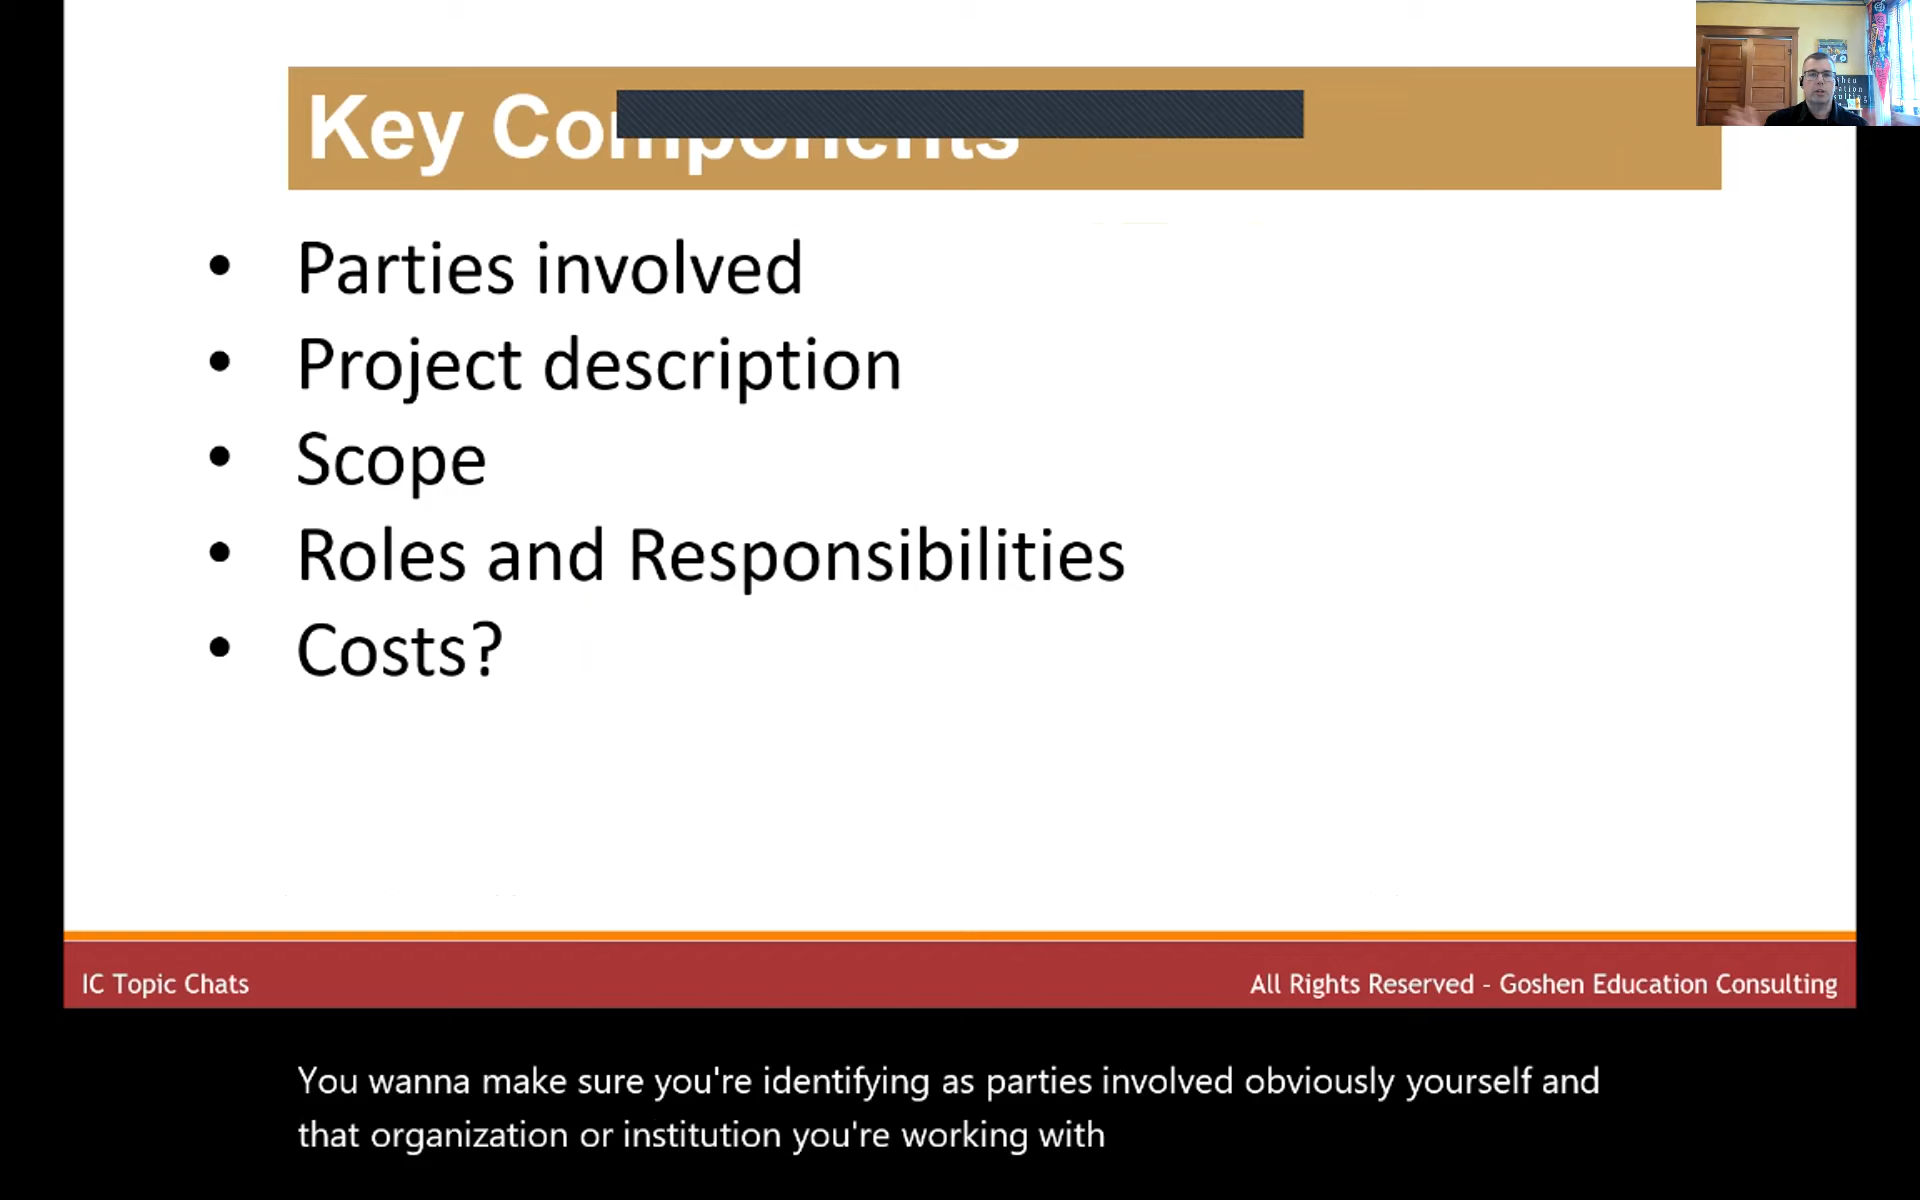 Key Components
• Parties involved
• Project description
• Scope
• Roles and Responsibilities
• Costs?
IC Topic Chats
All Rights Reserved - Goshen Education Consulting
You wanna make sure you're identifying as parties involved obviously yourself and
that organization or institution you're working with